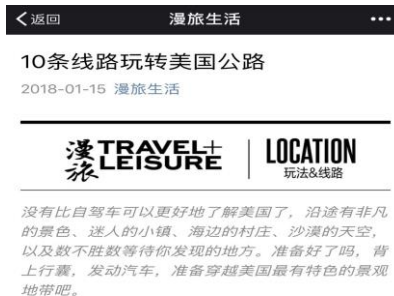 返回 漫旅生活
10条线路玩转美国公路
2018-01-15 漫旅生活
漫旅 TRAVEL+ LEISURE LOCATION
玩法&线路
没有比自驾车可以更好地了解美国了，沿途有非凡
的景色、迷人的小镇、海边的村庄、沙漠的天空，
以及数不胜数等待你发现的地方。准备好了吗，背
上行囊，发动汽车，准备穿越美国最有特色的景观
地带吧。